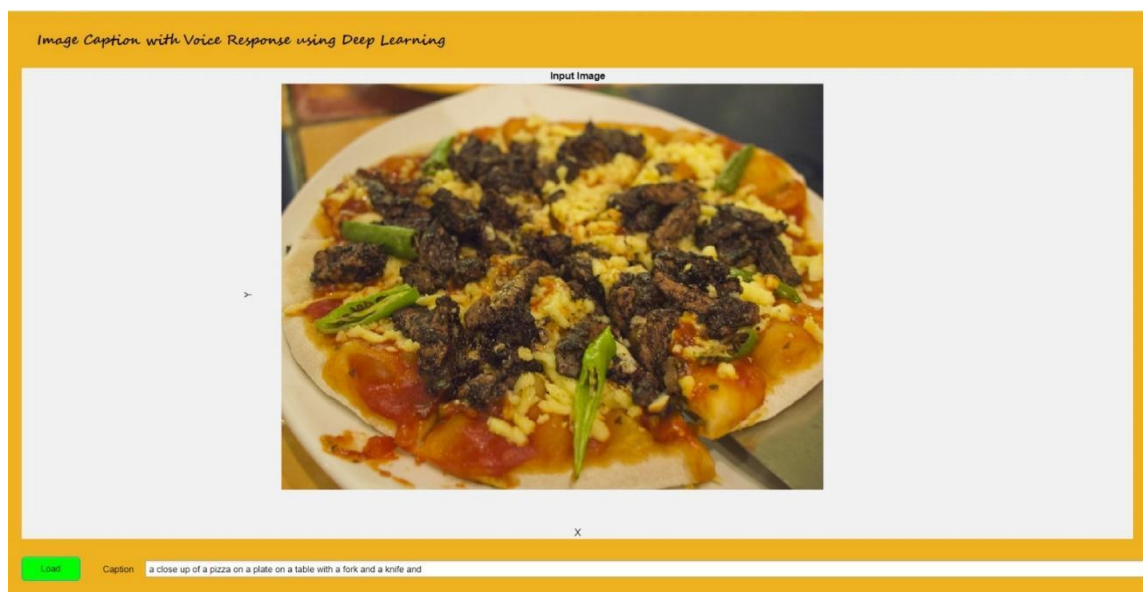 Image Caption with Voice Response using Deep Learning
Input Image
Y
X
Load
Caption
a close up of a pizza on a plate on a table with a fork and a knife and